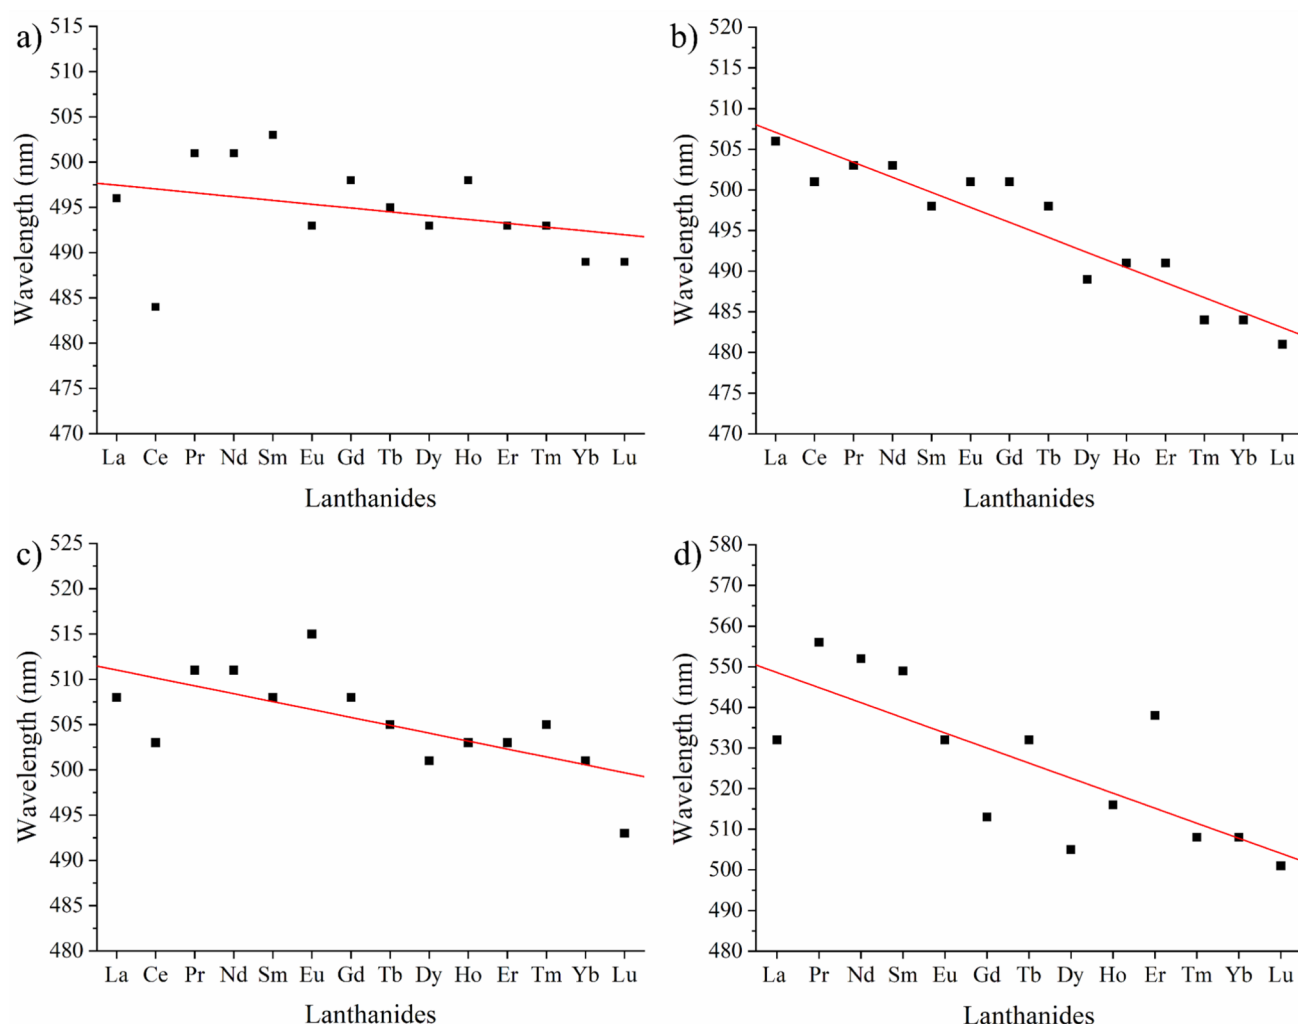 a)
Wavelength (nm)
515
510
505
500
495
490
485
480
475
470
La Ce Pr Nd Sm Eu Gd Tb Dy Ho Er Tm Yb Lu
Lanthanides
b)
Wavelength (nm)
520
515
510
505
500
495
490
485
480
475
470
La Ce Pr Nd Sm Eu Gd Tb Dy Ho Er Tm Yb Lu
Lanthanides
c)
Wavelength (nm)
525
520
515
510
505
500
495
490
485
480
La Ce Pr Nd Sm Eu Gd Tb Dy Ho Er Tm Yb Lu
Lanthanides
d)
Wavelength (nm)
580
570
560
550
540
530
520
510
500
490
480
La Pr Nd Sm Eu Gd Tb Dy Ho Er Tm Yb Lu
Lanthanides